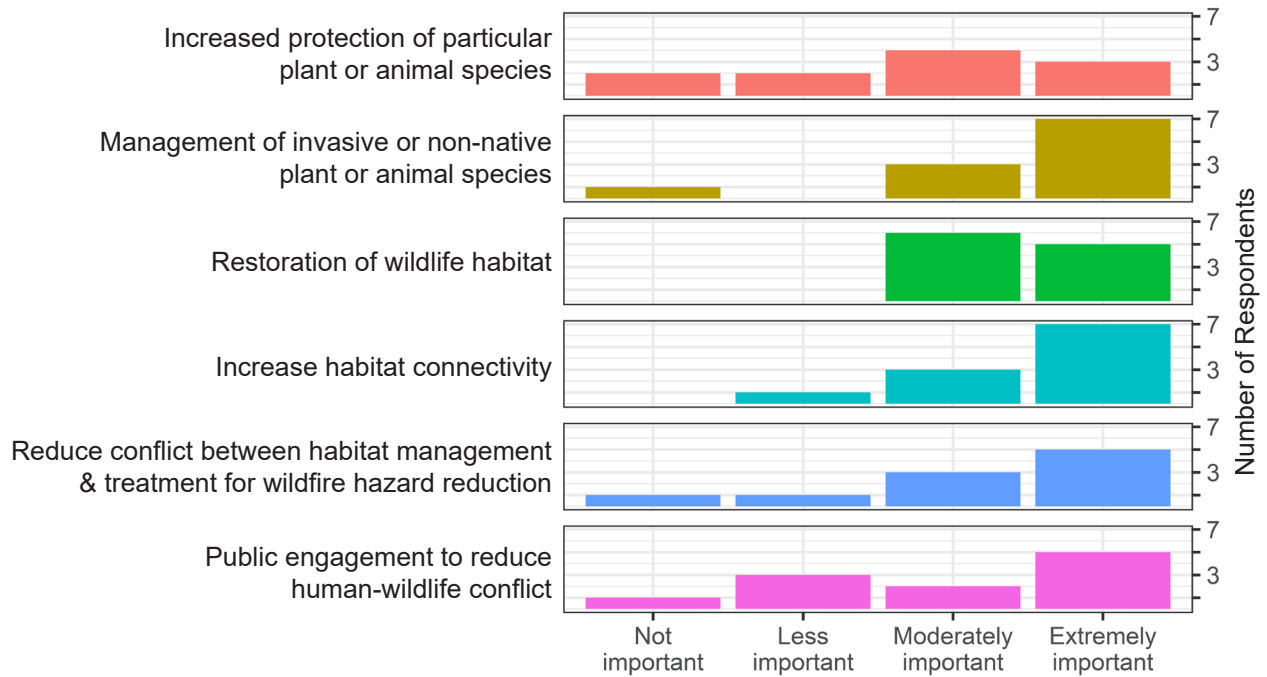 Increased protection of particular
plant or animal species
7
3
Management of invasive or non-native
plant or animal species
7
3
Restoration of wildlife habitat
7
3
Increase habitat connectivity
7
3
Reduce conflict between habitat management
& treatment for wildfire hazard reduction
7
3
Public engagement to reduce
human-wildlife conflict
7
3
Number of Respondents
Not
important
Less
important
Moderately
important
Extremely
important